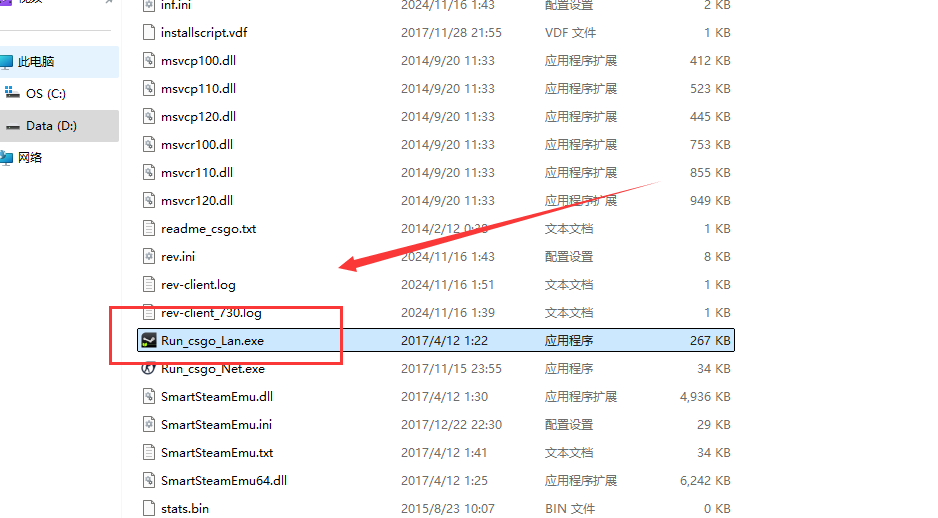 inf.ini 2024/11/16 1:43 配置设置 2 KB
installscript.vdf 2017/11/28 21:55 VDF 文件 1 KB
此电脑 msvcp100.dll 2014/9/20 11:33 应用程序扩展 412 KB
OS (C:) msvcp110.dll 2014/9/20 11:33 应用程序扩展 523 KB
Data (D:) msvcp120.dll 2014/9/20 11:33 应用程序扩展 445 KB
网络 msvcr100.dll 2014/9/20 11:33 应用程序扩展 753 KB
msvcr110.dll 2014/9/20 11:33 应用程序扩展 855 KB
msvcr120.dll 2014/9/20 11:33 应用程序扩展 949 KB
readme_csgo.txt 2014/2/12 0:28 文本文档 1 KB
rev.ini 2024/11/16 1:43 配置设置 8 KB
rev-client.log 2024/11/16 1:51 文本文档 1 KB
rev-client_730.log 2024/11/16 1:39 文本文档 1 KB
Run_csgo_Lan.exe 2017/4/12 1:22 应用程序 267 KB
Run_csgo_Net.exe 2017/11/15 23:55 应用程序 34 KB
SmartSteamEmu.dll 2017/4/12 1:30 应用程序扩展 4,936 KB
SmartSteamEmu.ini 2017/12/22 22:30 配置设置 29 KB
SmartSteamEmu.txt 2017/4/12 1:41 文本文档 34 KB
SmartSteamEmu64.dll 2017/4/12 1:25 应用程序扩展 6,242 KB
stats.bin 2015/8/23 10:07 BIN 文件 0 KB